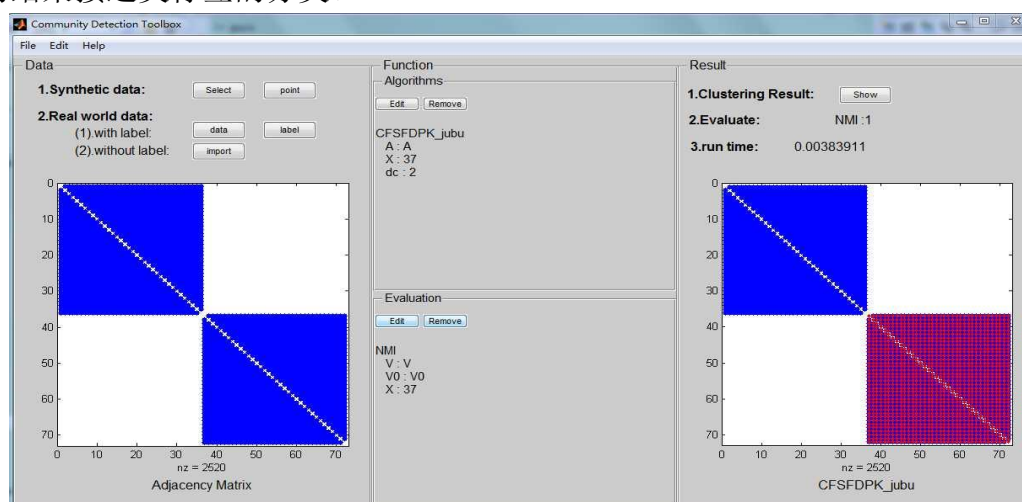 Community Detection Toolbox
File Edit Help
Data
1.Synthetic data: Select point
2.Real world data:
(1).with label: data label
(2).without label: import
0
10
20
30
40
50
60
70
0 10 20 30 40 50 60 70
nz = 2520
Adjacency Matrix
Function
Algorithms
Edit Remove
CFSFDPK_jubu
A : A
X : 37
dc : 2
Evaluation
Edit Remove
NMI
V : V
V0 : V0
X : 37
Result
1.Clustering Result: Show
2.Evaluate: NMI :1
3.run time: 0.00383911
0
10
20
30
40
50
60
70
0 10 20 30 40 50 60 70
nz = 2520
CFSFDPK_jubu